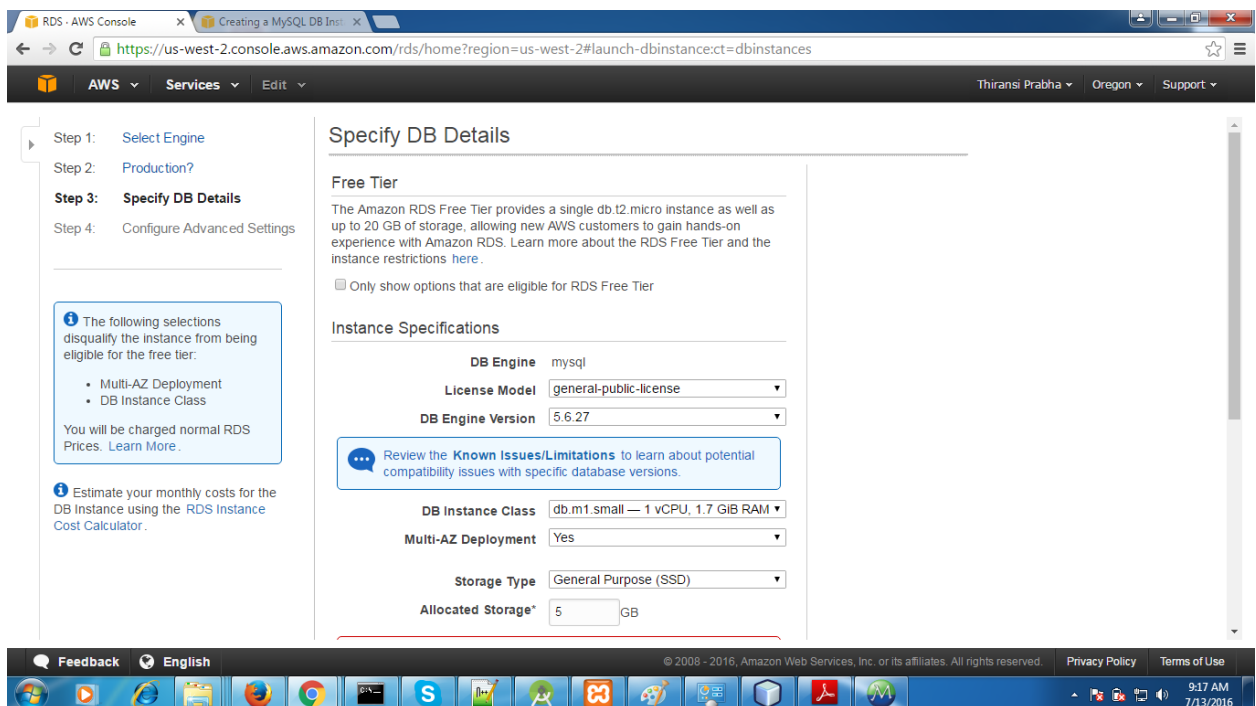 RDS · AWS Console
Creating a MySQL DB Inst
https://us-west-2.console.aws.amazon.com/rds/home?region=us-west-2#launch-dbinstance:ct=dbinstances
AWS
Services
Edit
Thiransi Prabha
Oregon
Support
Step 1: Select Engine
Step 2: Production?
Step 3: Specify DB Details
Step 4: Configure Advanced Settings
The following selections
disqualify the instance from being
eligible for the free tier:
• Multi-AZ Deployment
• DB Instance Class
You will be charged normal RDS
Prices. Learn More.
Estimate your monthly costs for the
DB Instance using the RDS Instance
Cost Calculator.
Specify DB Details
Free Tier
The Amazon RDS Free Tier provides a single db.t2.micro instance as well as
up to 20 GB of storage, allowing new AWS customers to gain hands-on
experience with Amazon RDS. Learn more about the RDS Free Tier and the
instance restrictions here.
Only show options that are eligible for RDS Free Tier
Instance Specifications
DB Engine mysql
License Model general-public-license
DB Engine Version 5.6.27
Review the Known Issues/Limitations to learn about potential
compatibility issues with specific database versions.
DB Instance Class db.m1.small — 1 vCPU, 1.7 GiB RAM
Multi-AZ Deployment Yes
Storage Type General Purpose (SSD)
Allocated Storage* 5 GB
Feedback
English
© 2008 - 2016, Amazon Web Services, Inc. or its affiliates. All rights reserved.
Privacy Policy
Terms of Use
9:17 AM
7/13/2016